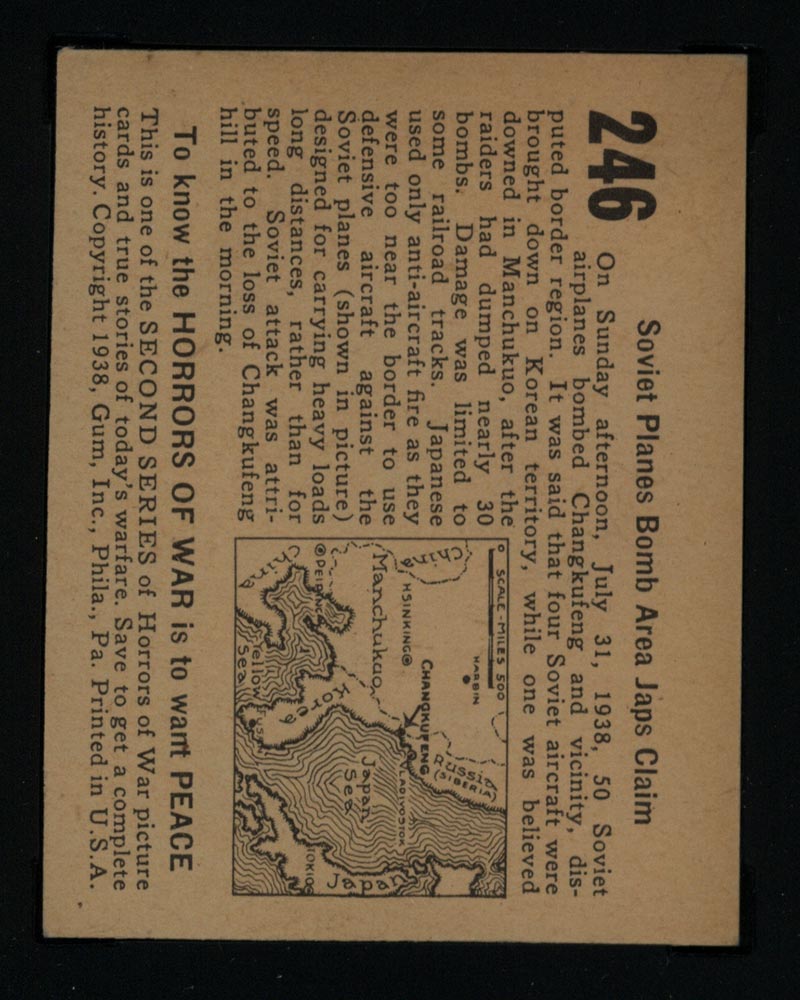 246
Soviet Planes Bomb Area Japs Claim
On Sunday afternoon, July 31, 1938, 50 Soviet
airplanes bombed Changkufeng and vicinity, dis-
puted border region. It was said that four Soviet aircraft were
brought down on Korean territory, while one was believed
downed in Manchukuo, after the
raiders had dumped nearly 30
bombs. Damage was limited to
some railroad tracks. Japanese
used only anti-aircraft fire as they
were too near the border to use
defensive aircraft against the
Soviet planes (shown in picture)
designed for carrying heavy loads
long distances, rather than for
speed. Soviet attack was attri-
buted to the loss of Changkufeng
hill in the morning.
0 SCALE-MILES 500
HARBIN
RUSSIA
(SIBERIA)
China
HSINKING
CHANGKUFENG
VLADIVOSTOK
Manchukuo
Japan
Sea
PEIPING
Korea
Yellow
Sea
TOKIO
Japan
To know the HORRORS OF WAR is to want PEACE
This is one of the SECOND SERIES of Horrors of War picture
cards and true stories of today's warfare. Save to get a complete
history. Copyright 1938, Gum, Inc., Phila., Pa. Printed in U.S.A.